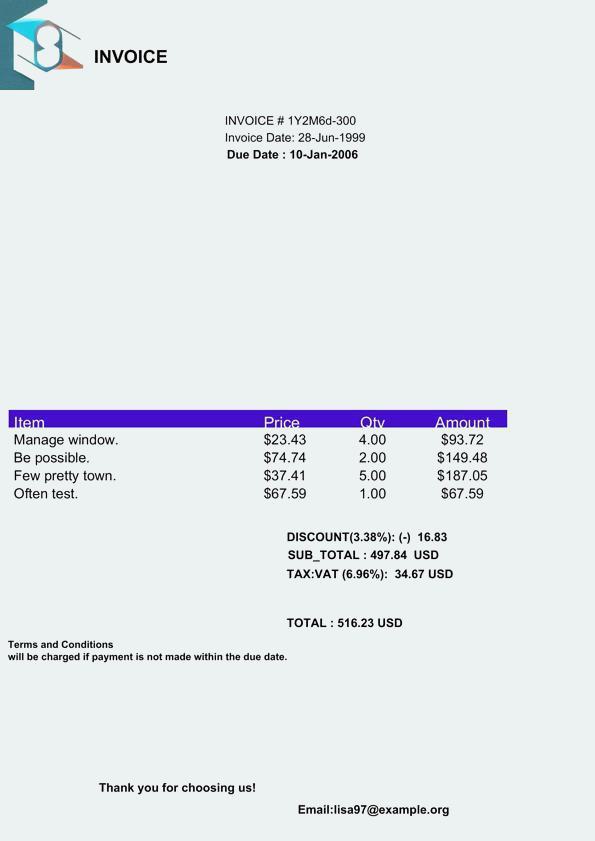 INVOICE
INVOICE # 1Y2M6d-300
Invoice Date: 28-Jun-1999
Due Date : 10-Jan-2006
Item Price Qty Amount
Manage window. $23.43 4.00 $93.72
Be possible. $74.74 2.00 $149.48
Few pretty town. $37.41 5.00 $187.05
Often test. $67.59 1.00 $67.59
DISCOUNT(3.38%): (-) 16.83
SUB_TOTAL : 497.84 USD
TAX:VAT (6.96%): 34.67 USD
TOTAL : 516.23 USD
Terms and Conditions
will be charged if payment is not made within the due date.
Thank you for choosing us!
Email:lisa97@example.org